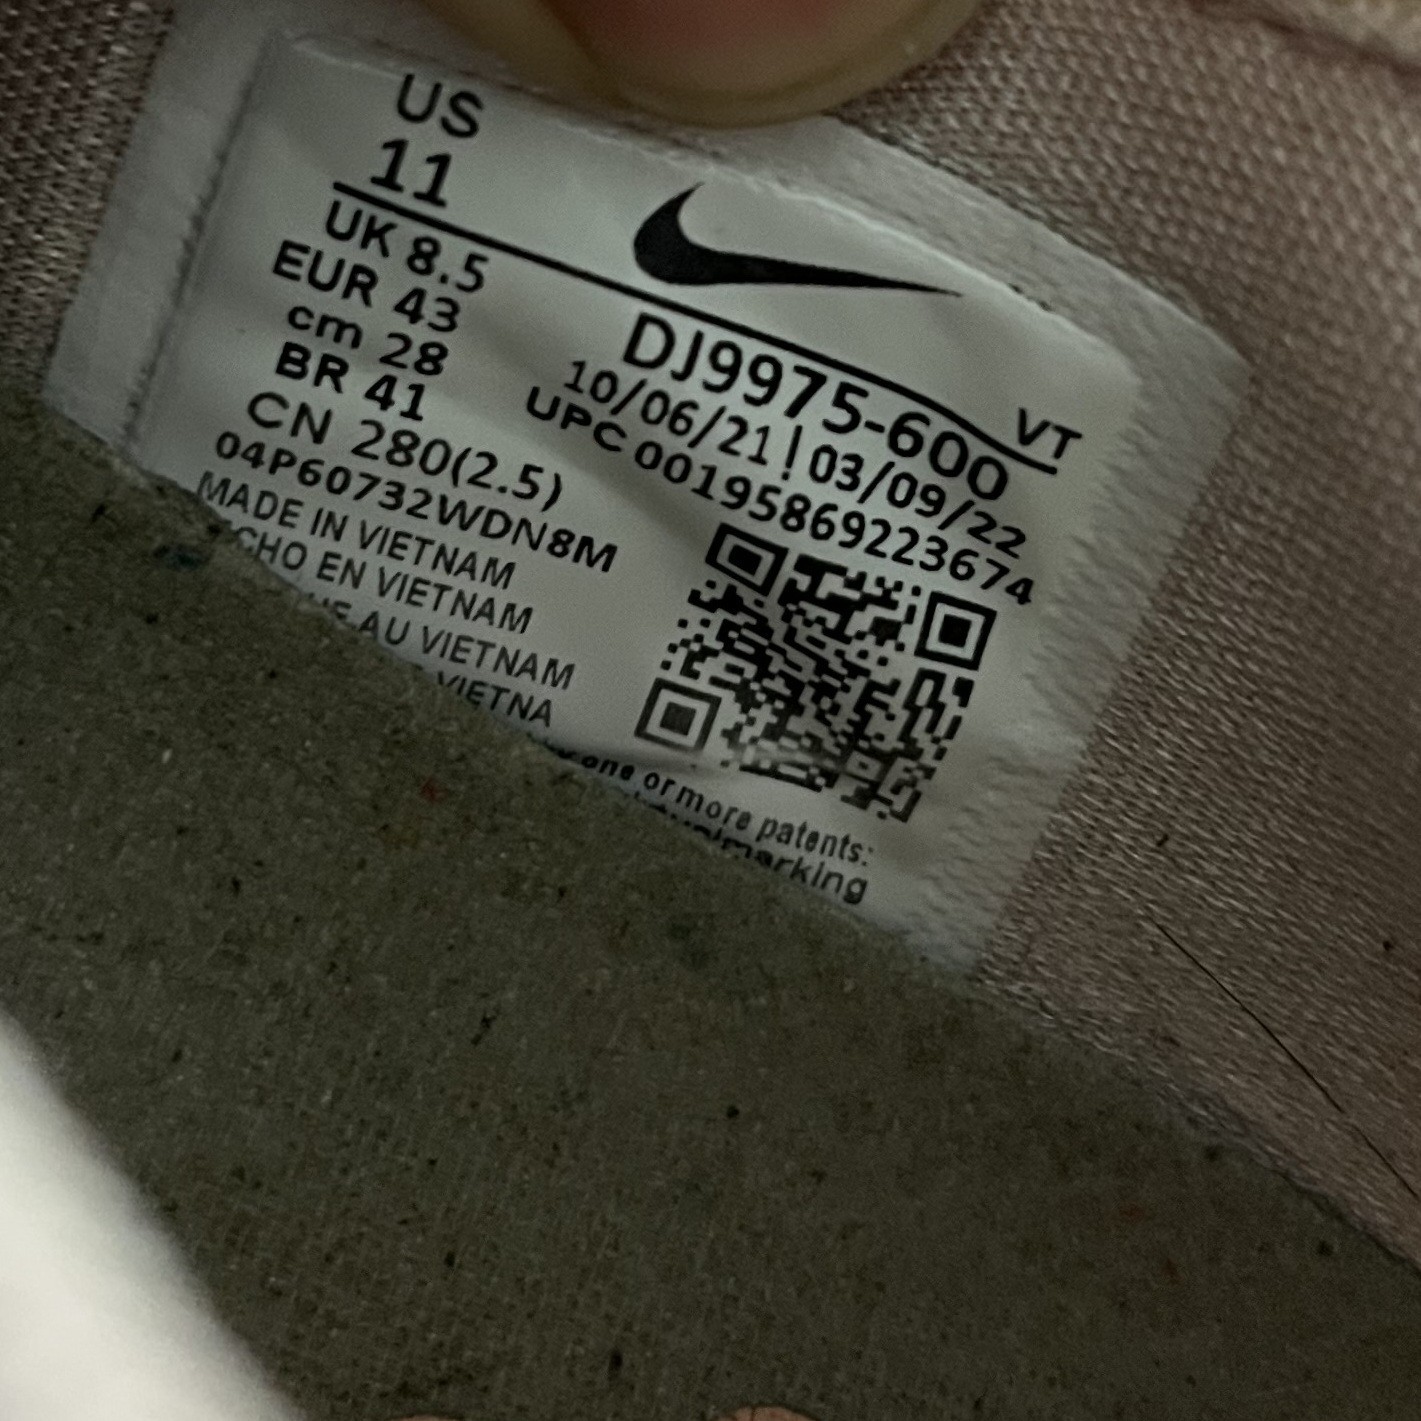 US
11
UK 8.5
EUR 43
cm 28
BR 41
CN 280(2.5)
04P60732WDN8M
MADE IN VIETNAM
CHO EN VIETNAM
AU VIETNAM
VIETNA
VT
DJ9975-600
10/06/21 ! 03/09/22
UPC 00195869223674
one or more patents:
marking